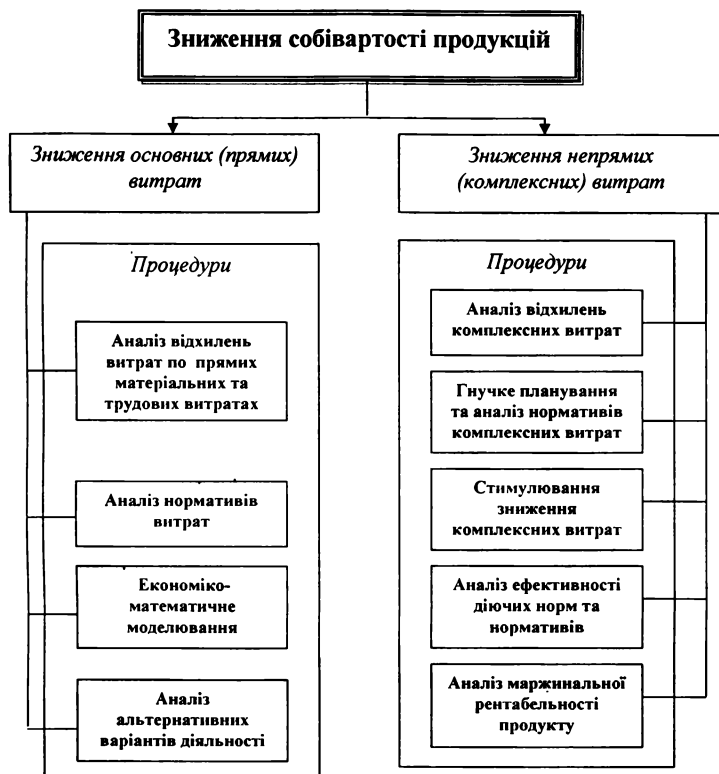 Зниження собівартості продукцій
Зниження основних (прямих)
витрат
Процедури
Аналіз відхилень
витрат по прямих
матеріальних та
трудових витратах
Аналіз нормативів
витрат
Економіко-
математичне
моделювання
Аналіз
альтернативних
варіантів діяльності
Зниження непрямих
(комплексних) витрат
Процедури
Аналіз відхилень
комплексних витрат
Гнучке планування
та аналіз нормативів
комплексних витрат
Стимулювання
зниження
комплексних витрат
Аналіз ефективності
діючих норм та
нормативів
Аналіз маржинальної
рентабельності
продукту